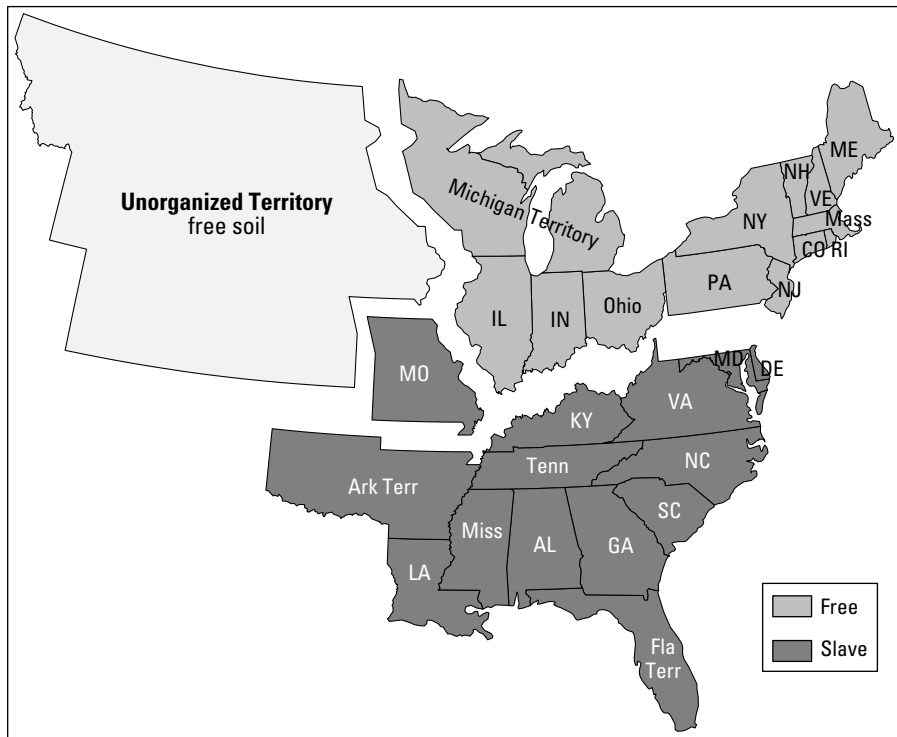 Unorganized Territory
free soil
Michigan Territory
ME
NH
VE
NY
Mass
CO RI
PA
NJ
IL
IN
Ohio
MO
MD
DE
VA
KY
NC
Tenn
Ark Terr
SC
Miss
AL
GA
LA
Fla
Terr
Free
Slave